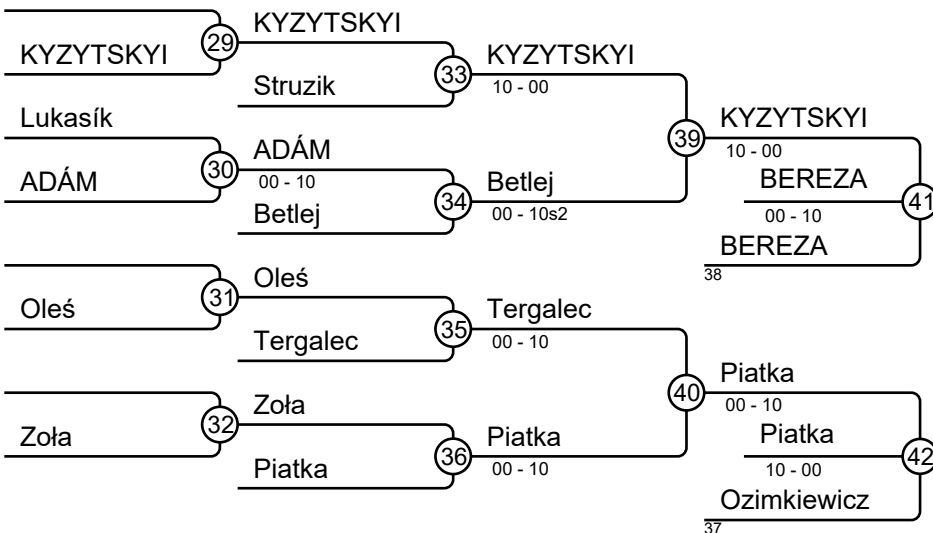 KYZYTSKYI
29
KYZYTSKYI
Struzik
33
KYZYTSKYI
10 - 00
Lukasík
ADÁM
30
ADÁM
00 - 10
Betlej
34
Betlej
00 - 10s2
39
KYZYTSKYI
10 - 00
BEREZA
00 - 10
BEREZA
38
41
Oleś
31
Oleś
Tergalec
35
Tergalec
00 - 10
Zoła
32
Zoła
Piatka
36
Piatka
00 - 10
40
Piatka
00 - 10
Piatka
10 - 00
Ozimkiewicz
37
42